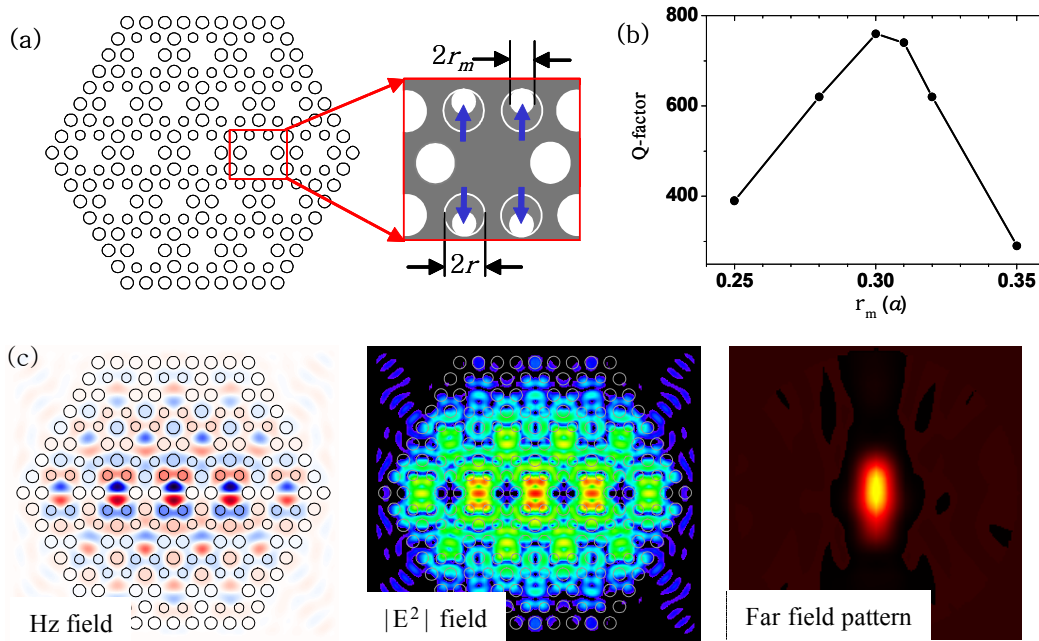 (a)
2r_m
2r
(b)
800
600
400
Q-factor
0.25 0.30 0.35
r_m (a)
(c)
Hz field
|E²| field
Far field pattern